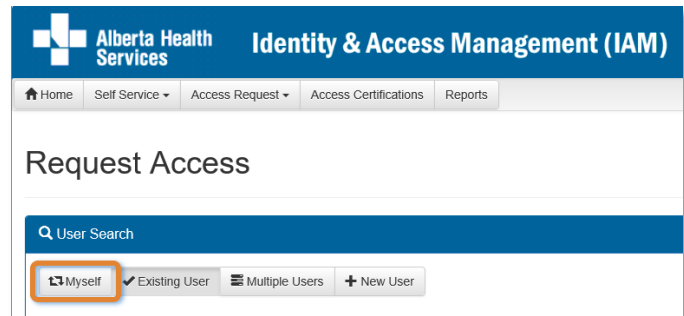 Alberta Health
Services
Identity & Access Management (IAM)
Home Self Service Access Request Access Certifications Reports
Request Access
User Search
Myself Existing User Multiple Users New User